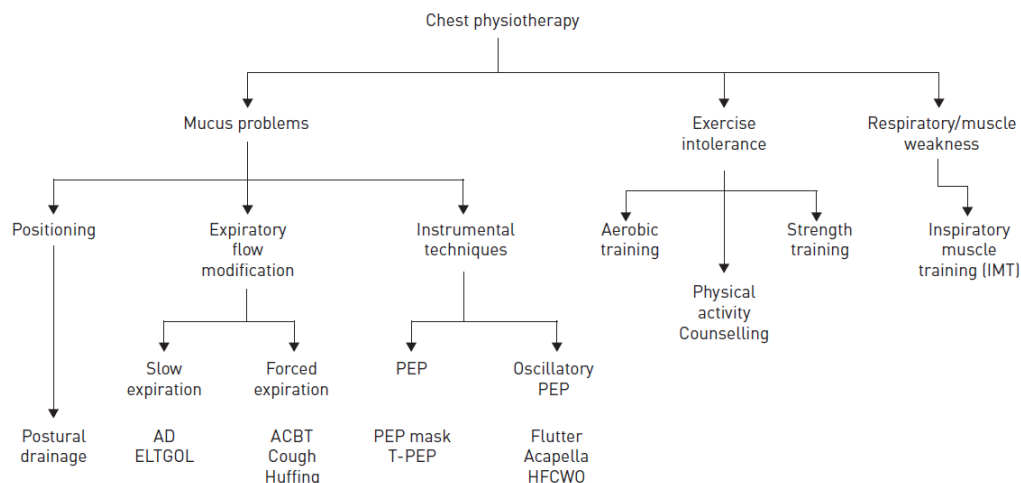 Chest physiotherapy
Mucus problems
Exercise
intolerance
Respiratory/muscle
weakness
Positioning
Expiratory
flow
modification
Instrumental
techniques
Aerobic
training
Strength
training
Inspiratory
muscle
training (IMT)
Physical
activity
Counselling
Slow
expiration
Forced
expiration
PEP
Oscillatory
PEP
Postural
drainage
AD
ELTGOL
ACBT
Cough
Huffing
PEP mask
T-PEP
Flutter
Acapella
HFCWO